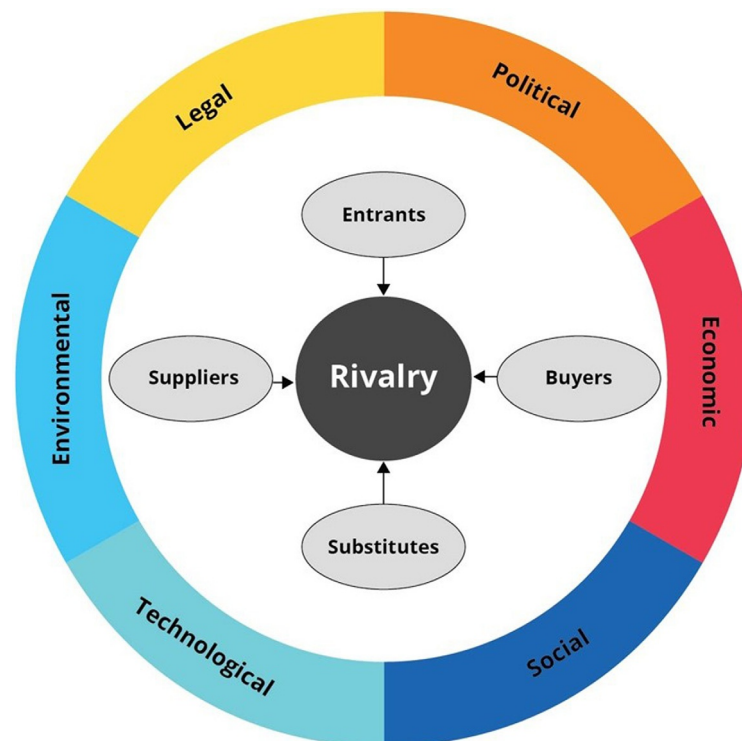 Legal
Political
Entrants
Environmental
Suppliers
Rivalry
Buyers
Economic
Substitutes
Technological
Social